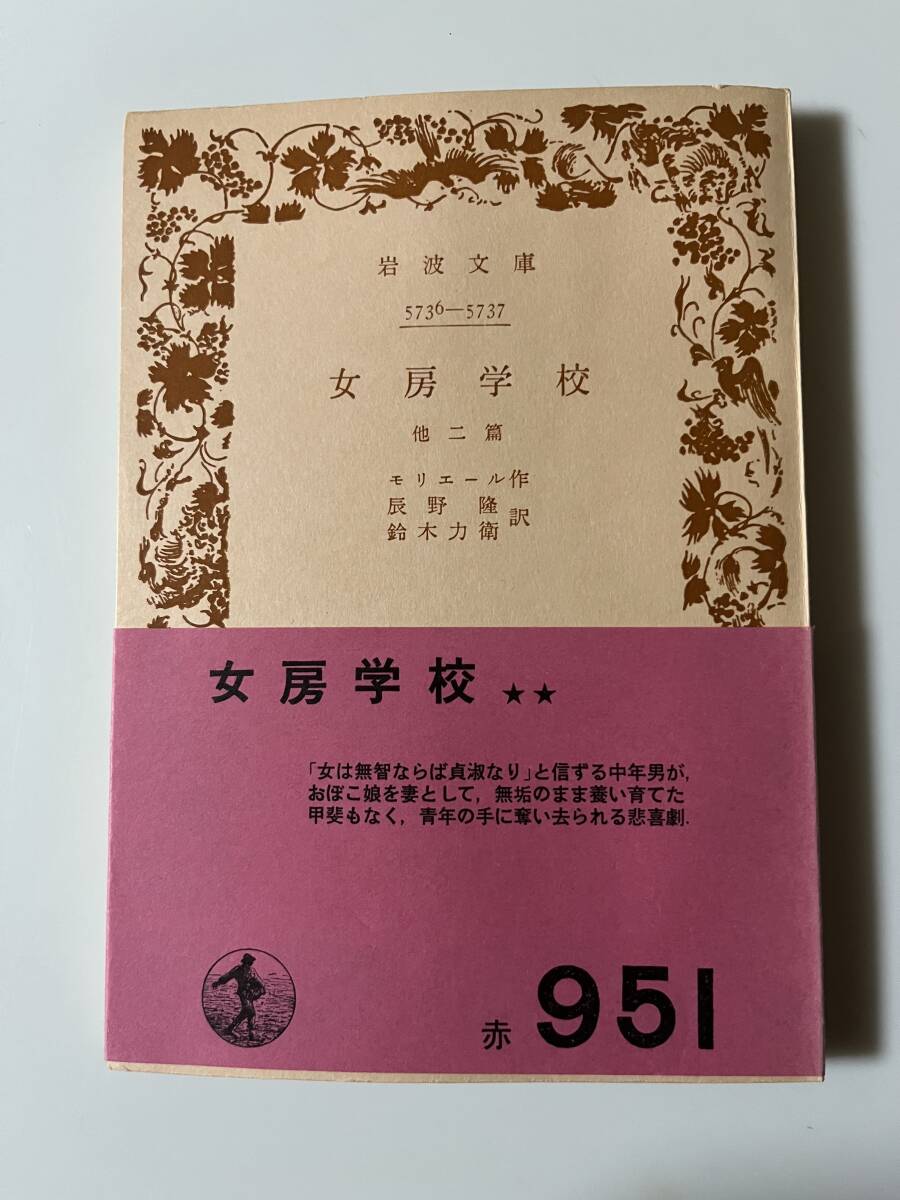 岩波文庫
5736—5737
女房学校
他二篇
モリエール作
辰野隆
鈴木力衛
訳
女房学校 ★★
「女は無智ならば貞淑なり」と信ずる中年男が，
おぼこ娘を妻として，無垢のまま養い育てた
甲斐もなく，青年の手に奪い去られる悲喜劇．
赤 951